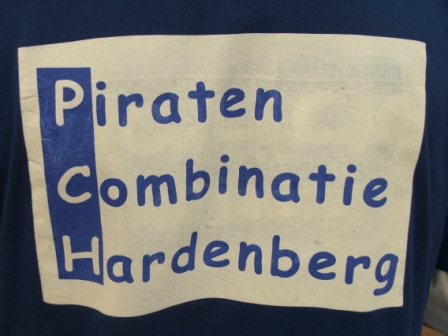 Piraten
Combinatie
Hardenberg